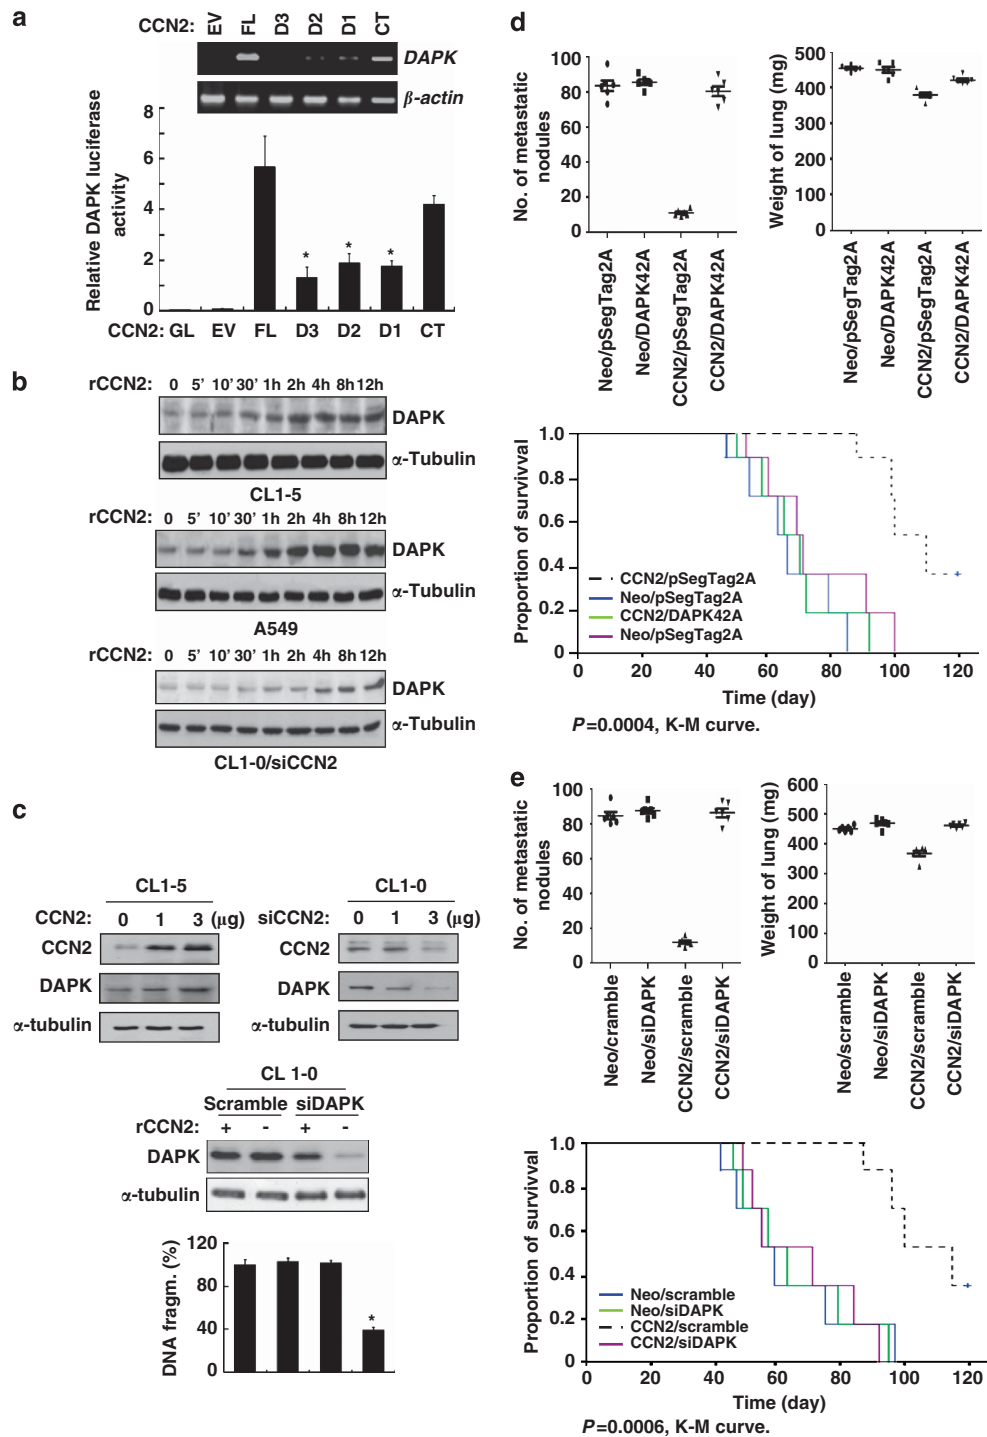 a
CCN2: EV FL D3 D2 D1 CT
DAPK
β-actin
Relative DAPK luciferase activity
8
6
4
2
0
* * *
CCN2: GL EV FL D3 D2 D1 CT
b
rCCN2: 0 5' 10' 30' 1h 2h 4h 8h 12h
DAPK
α-Tubulin
CL1-5
rCCN2: 0 5' 10' 30' 1h 2h 4h 8h 12h
DAPK
α-Tubulin
A549
rCCN2: 0 5' 10' 30' 1h 2h 4h 8h 12h
DAPK
α-Tubulin
CL1-0/siCCN2
c
CL1-5
CCN2: 0 1 3 (μg)
CCN2
DAPK
α-tubulin
CL1-0
siCCN2: 0 1 3 (μg)
CCN2
DAPK
α-tubulin
CL 1-0
Scramble siDAPK
rCCN2: + - + -
DAPK
α-tubulin
DNA fragm. (%)
120
80
40
0
*
d
No. of metastatic nodules
100
80
60
40
20
0
Neo/pSegTag2A
Neo/DAPK42A
CCN2/pSegTag2A
CCN2/DAPK42A
Weight of lung (mg)
500
400
300
200
100
0
Neo/pSegTag2A
Neo/DAPK42A
CCN2/pSegTag2A
CCN2/DAPK42A
Proportion of survivval
1.0
0.8
0.6
0.4
0.2
0
CCN2/pSegTag2A
Neo/pSegTag2A
CCN2/DAPK42A
Neo/pSegTag2A
0 20 40 60 80 100 120
Time (day)
P=0.0004, K-M curve.
e
No. of metastatic nodules
100
80
60
40
20
0
Neo/cramble
Neo/siDAPK
CCN2/scramble
CCN2/siDAPK
Weight of lung (mg)
600
500
400
300
200
100
0
Neo/scramble
Neo/siDAPK
CCN2/scramble
CCN2/siDAPK
Proportion of survivval
1.0
0.8
0.6
0.4
0.2
0
Neo/scramble
Neo/siDAPK
CCN2/scramble
CCN2/siDAPK
0 20 40 60 80 100 120
Time (day)
P=0.0006, K-M curve.